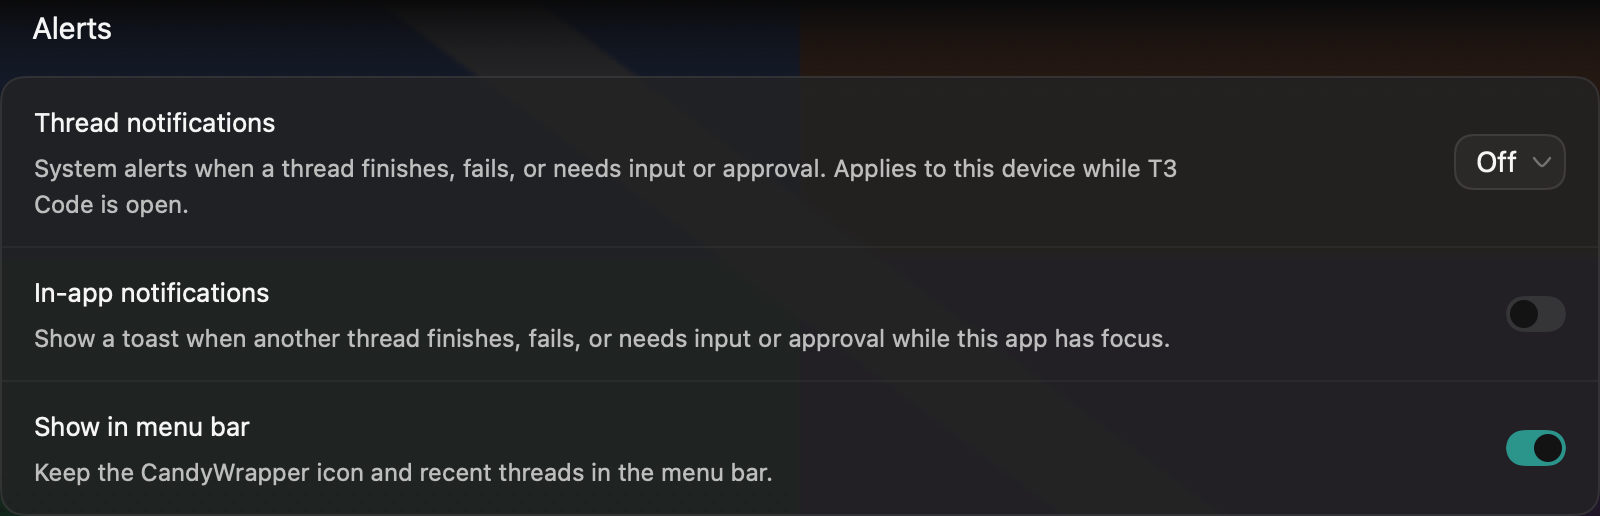 Alerts
Thread notifications
System alerts when a thread finishes, fails, or needs input or approval. Applies to this device while T3
Code is open.
Off
In-app notifications
Show a toast when another thread finishes, fails, or needs input or approval while this app has focus.
Show in menu bar
Keep the CandyWrapper icon and recent threads in the menu bar.